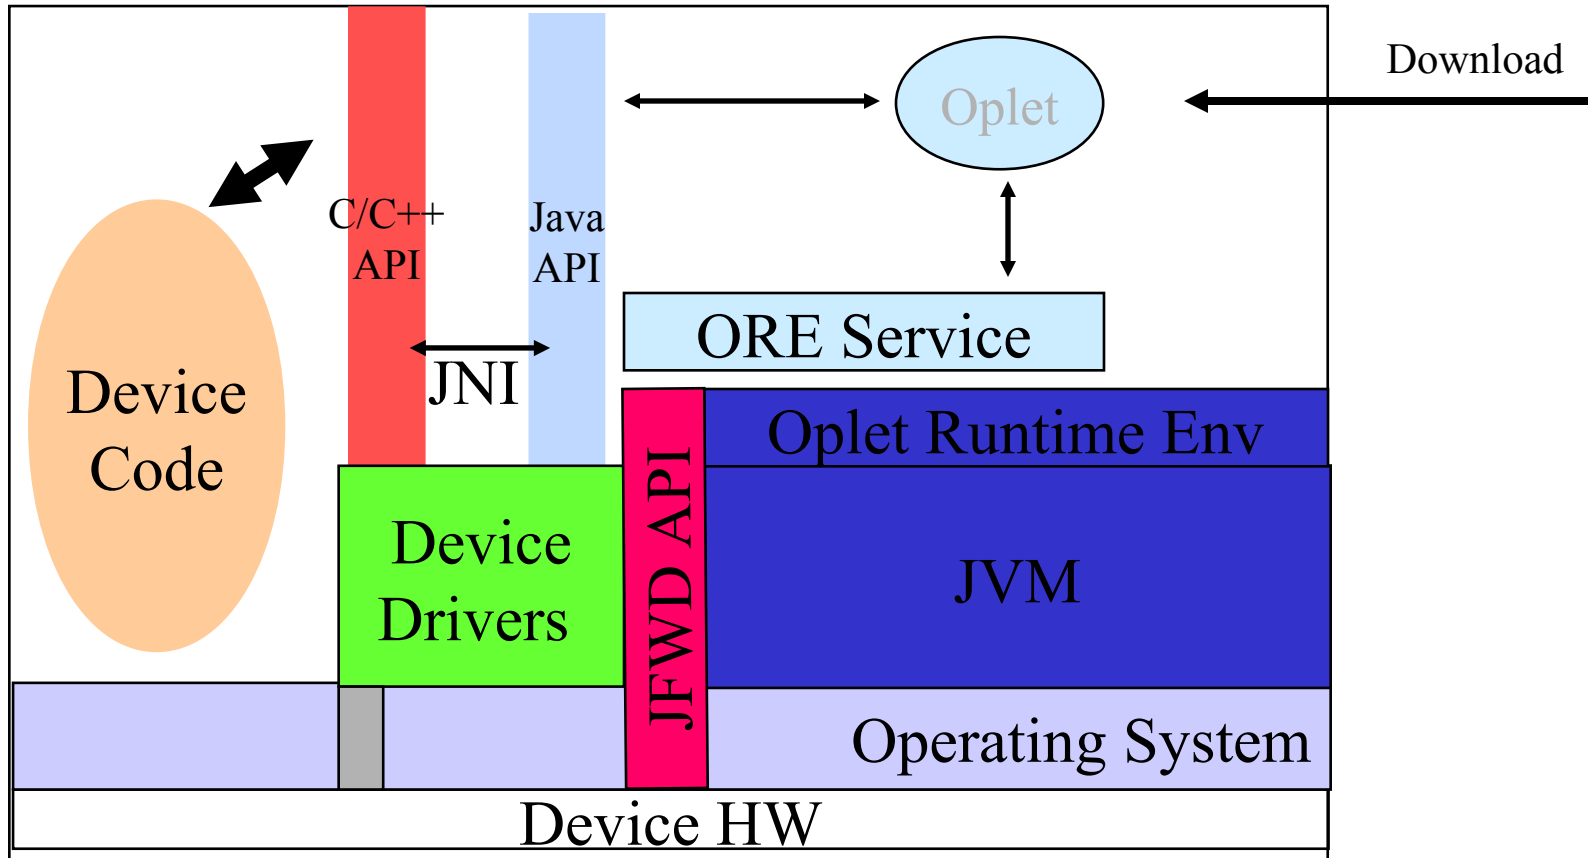 Download
Oplet
C/C++
API
Java
API
ORE Service
JNI
Device
Code
Oplet Runtime Env
Device
Drivers
JFWD API
JVM
Operating System
Device HW